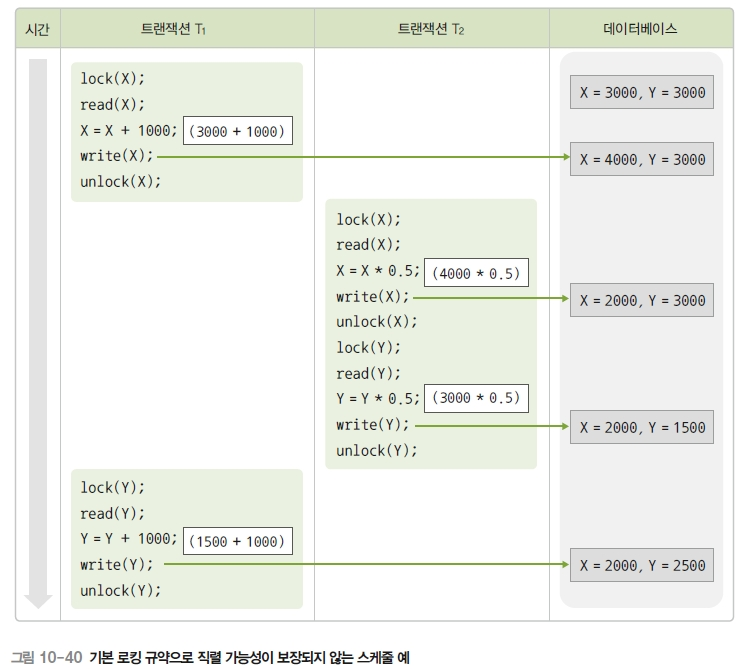 시간 트랜잭션 T₁ 트랜잭션 T₂ 데이터베이스
lock(X);
read(X);
X = X + 1000; (3000 + 1000)
write(X);
unlock(X);
X = 3000, Y = 3000
X = 4000, Y = 3000
lock(X);
read(X);
X = X * 0.5; (4000 * 0.5)
write(X);
unlock(X);
lock(Y);
read(Y);
Y = Y * 0.5; (3000 * 0.5)
write(Y);
unlock(Y);
X = 2000, Y = 3000
X = 2000, Y = 1500
lock(Y);
read(Y);
Y = Y + 1000; (1500 + 1000)
write(Y);
unlock(Y);
X = 2000, Y = 2500
그림 10-40 기본 로킹 규약으로 직렬 가능성이 보장되지 않는 스케줄 예